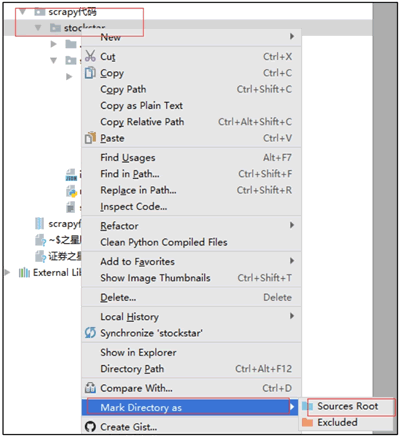 scrapy代码
stockstar
New
Cut Ctrl+X
Copy Ctrl+C
Copy Path Ctrl+Shift+C
Copy as Plain Text
Copy Relative Path Ctrl+Alt+Shift+C
Paste Ctrl+V
Find Usages Alt+F7
Find in Path... Ctrl+Shift+F
Replace in Path... Ctrl+Shift+R
Inspect Code...
Refactor
Clean Python Compiled Files
Add to Favorites
Show Image Thumbnails Ctrl+Shift+T
Delete... Delete
Local History
Synchronize 'stockstar'
Show in Explorer
Directory Path Ctrl+Alt+F12
Compare With... Ctrl+D
Mark Directory as
Sources Root
Excluded
Create Gist...
scrapy
~$之星
证券之星
External Lib